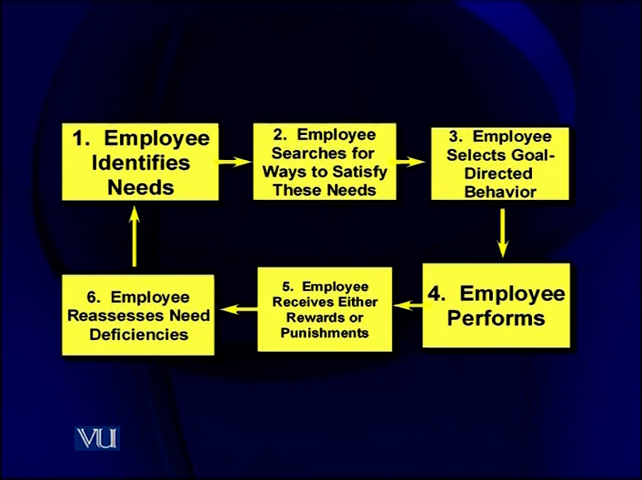 1. Employee
Identifies
Needs
2. Employee
Searches for
Ways to Satisfy
These Needs
3. Employee
Selects Goal-
Directed
Behavior
4. Employee
Performs
5. Employee
Receives Either
Rewards or
Punishments
6. Employee
Reassesses Need
Deficiencies
VU